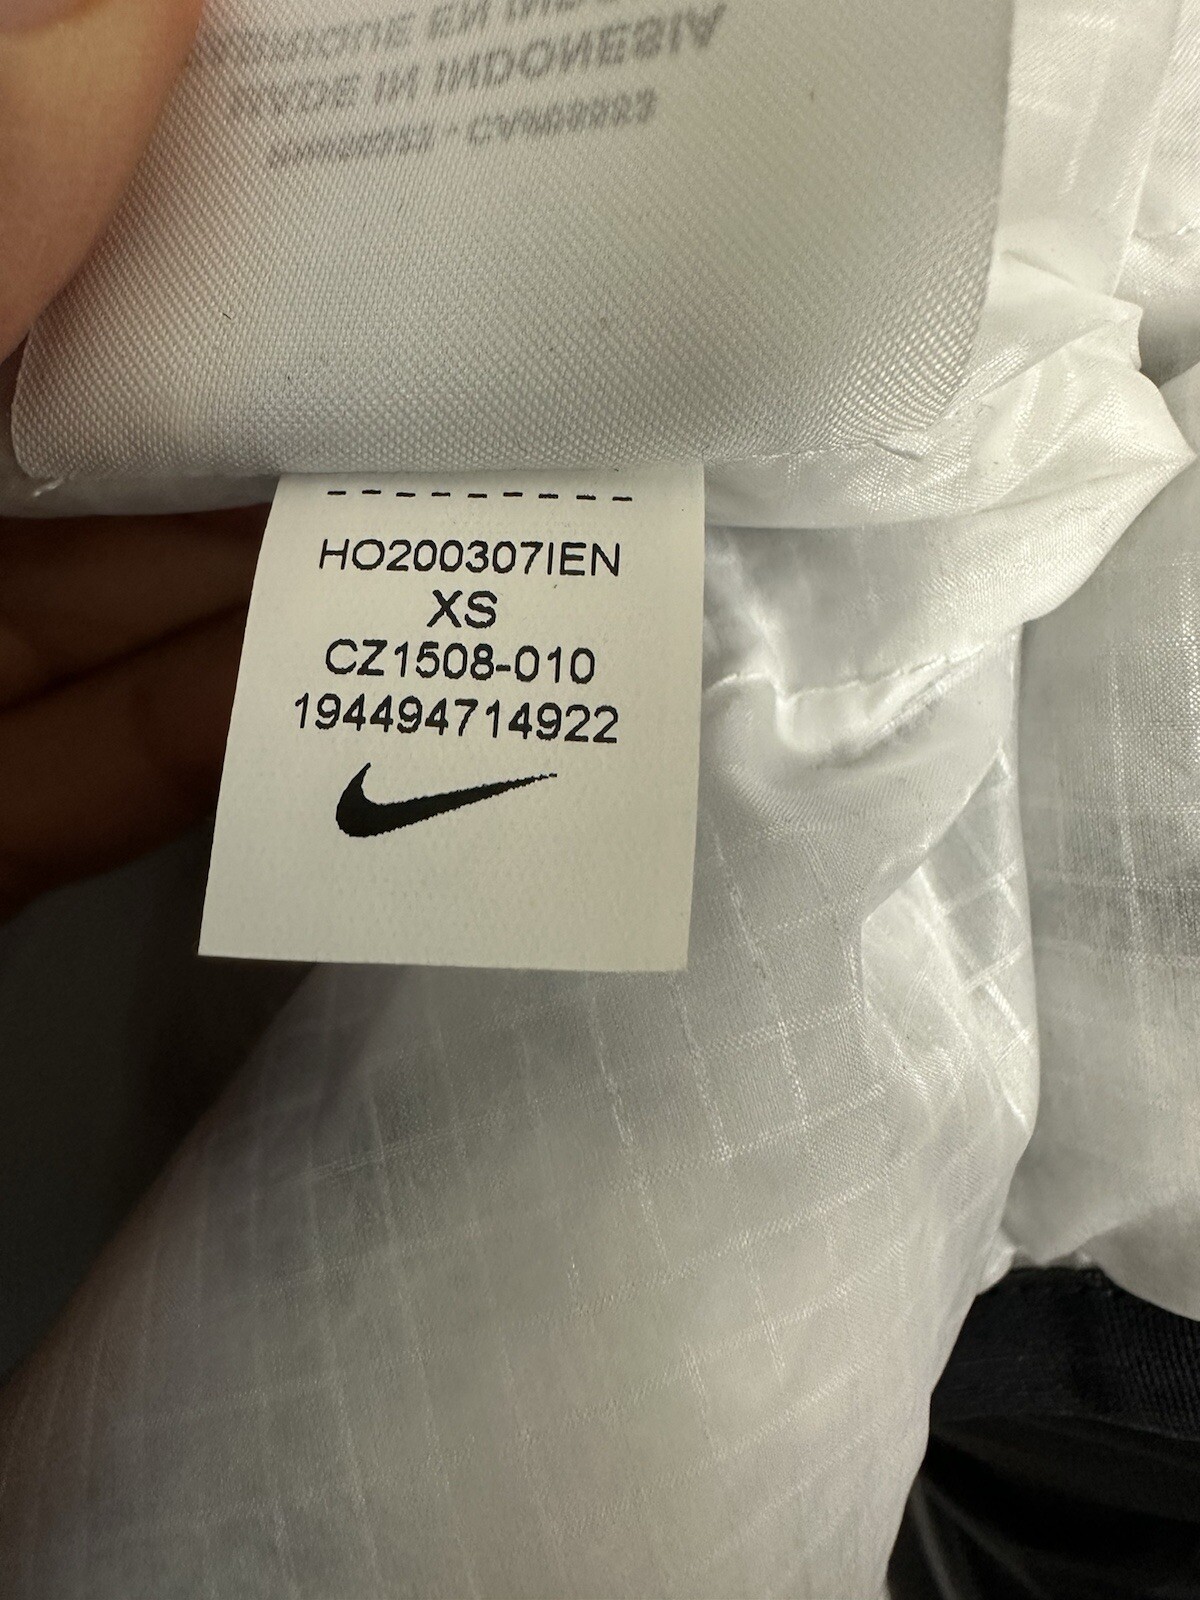 MADE IN INDONESIA
HO200307IEN
XS
CZ1508-010
194494714922